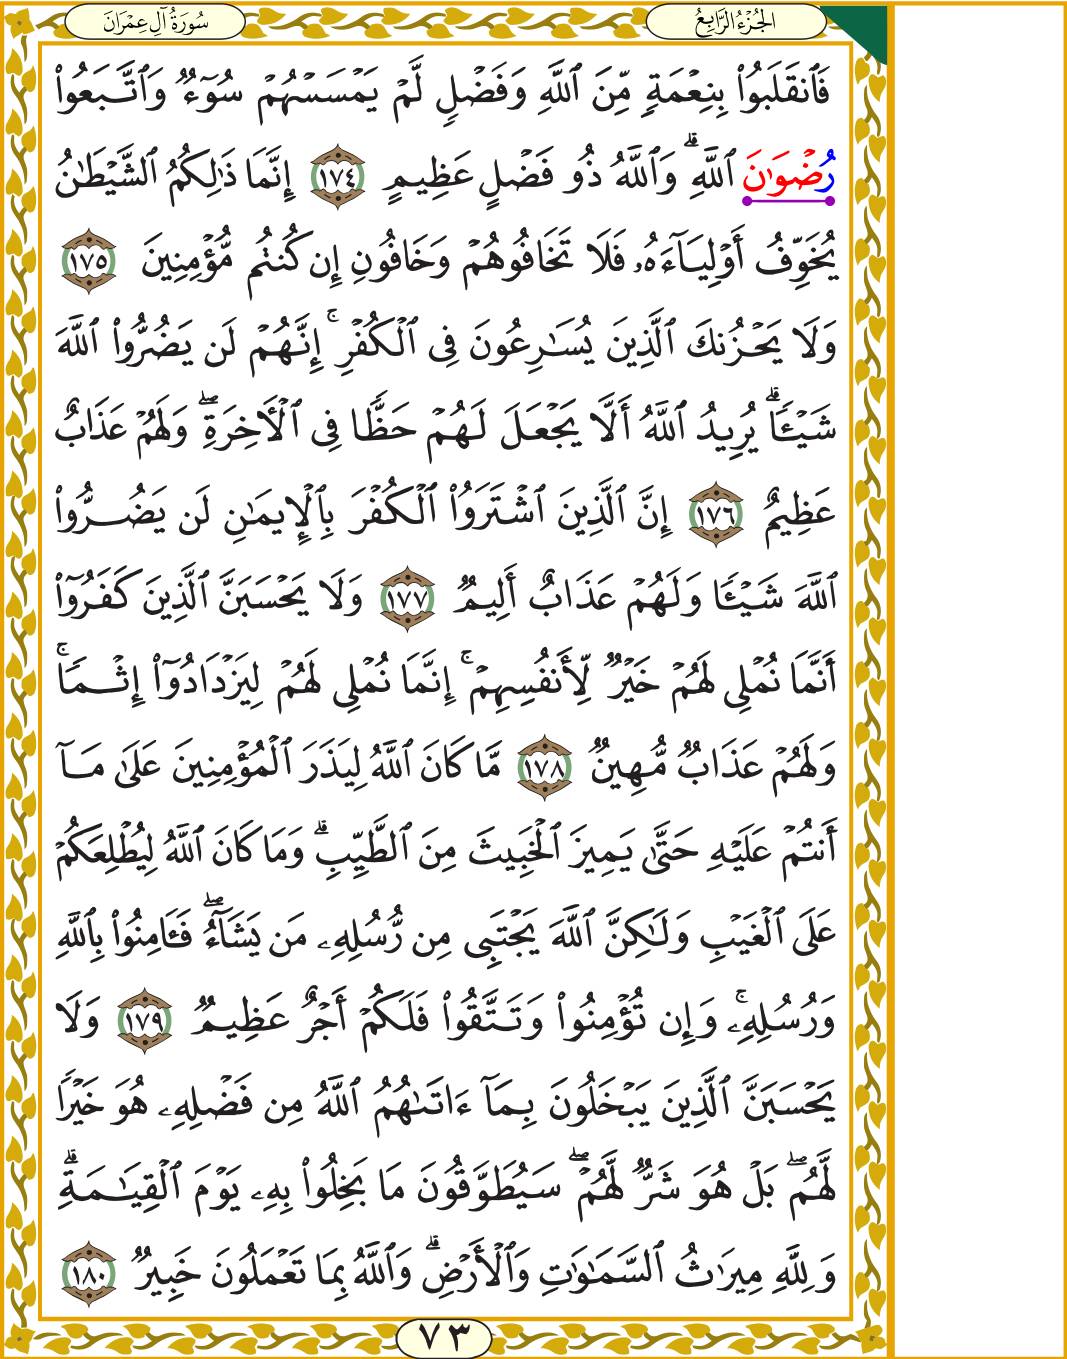 سُورَةُ آلِ عِمْرَانَ الجُزْءُ الرَّابِعُ
فَٱنقَلَبُوا۟ بِنِعْمَةٍ مِّنَ ٱللَّهِ وَفَضْلٍ لَّمْ يَمْسَسْهُمْ سُوٓءٌ وَٱتَّبَعُوا۟
رُضْوَٰنَ ٱللَّهِ ۗ وَٱللَّهُ ذُو فَضْلٍ عَظِيمٍ ١٧٤ إِنَّمَا ذَٰلِكُمُ ٱلشَّيْطَٰنُ
يُخَوِّفُ أَوْلِيَآءَهُۥ فَلَا تَخَافُوهُمْ وَخَافُونِ إِن كُنتُم مُّؤْمِنِينَ ١٧٥
وَلَا يَحْزُنكَ ٱلَّذِينَ يُسَٰرِعُونَ فِى ٱلْكُفْرِ ۚ إِنَّهُمْ لَن يَضُرُّوا۟ ٱللَّهَ
شَيْـًٔا ۗ يُرِيدُ ٱللَّهُ أَلَّا يَجْعَلَ لَهُمْ حَظًّا فِى ٱلْـَٔاخِرَةِ ۖ وَلَهُمْ عَذَابٌ
عَظِيمٌ ١٧٦ إِنَّ ٱلَّذِينَ ٱشْتَرَوُا۟ ٱلْكُفْرَ بِٱلْإِيمَٰنِ لَن يَضُرُّوا۟
ٱللَّهَ شَيْـًٔا وَلَهُمْ عَذَابٌ أَلِيمٌ ١٧٧ وَلَا يَحْسَبَنَّ ٱلَّذِينَ كَفَرُوٓا۟
أَنَّمَا نُمْلِى لَهُمْ خَيْرٌ لِّأَنفُسِهِمْ ۚ إِنَّمَا نُمْلِى لَهُمْ لِيَزْدَادُوٓا۟ إِثْمًا ۚ
وَلَهُمْ عَذَابٌ مُّهِينٌ ١٧٨ مَّا كَانَ ٱللَّهُ لِيَذَرَ ٱلْمُؤْمِنِينَ عَلَىٰ مَآ
أَنتُمْ عَلَيْهِ حَتَّىٰ يَمِيزَ ٱلْخَبِيثَ مِنَ ٱلطَّيِّبِ ۗ وَمَا كَانَ ٱللَّهُ لِيُطْلِعَكُمْ
عَلَى ٱلْغَيْبِ وَلَٰكِنَّ ٱللَّهَ يَجْتَبِى مِن رُّسُلِهِۦ مَن يَشَآءُ ۖ فَـَٔامِنُوا۟ بِٱللَّهِ
وَرُسُلِهِۦ ۚ وَإِن تُؤْمِنُوا۟ وَتَتَّقُوا۟ فَلَكُمْ أَجْرٌ عَظِيمٌ ١٧٩ وَلَا
يَحْسَبَنَّ ٱلَّذِينَ يَبْخَلُونَ بِمَآ ءَاتَىٰهُمُ ٱللَّهُ مِن فَضْلِهِۦ هُوَ خَيْرًا
لَّهُم ۖ بَلْ هُوَ شَرٌّ لَّهُمْ ۖ سَيُطَوَّقُونَ مَا بَخِلُوا۟ بِهِۦ يَوْمَ ٱلْقِيَٰمَةِ ۗ
وَلِلَّهِ مِيرَٰثُ ٱلسَّمَٰوَٰتِ وَٱلْأَرْضِ ۗ وَٱللَّهُ بِمَا تَعْمَلُونَ خَبِيرٌ ١٨٠
٧٣